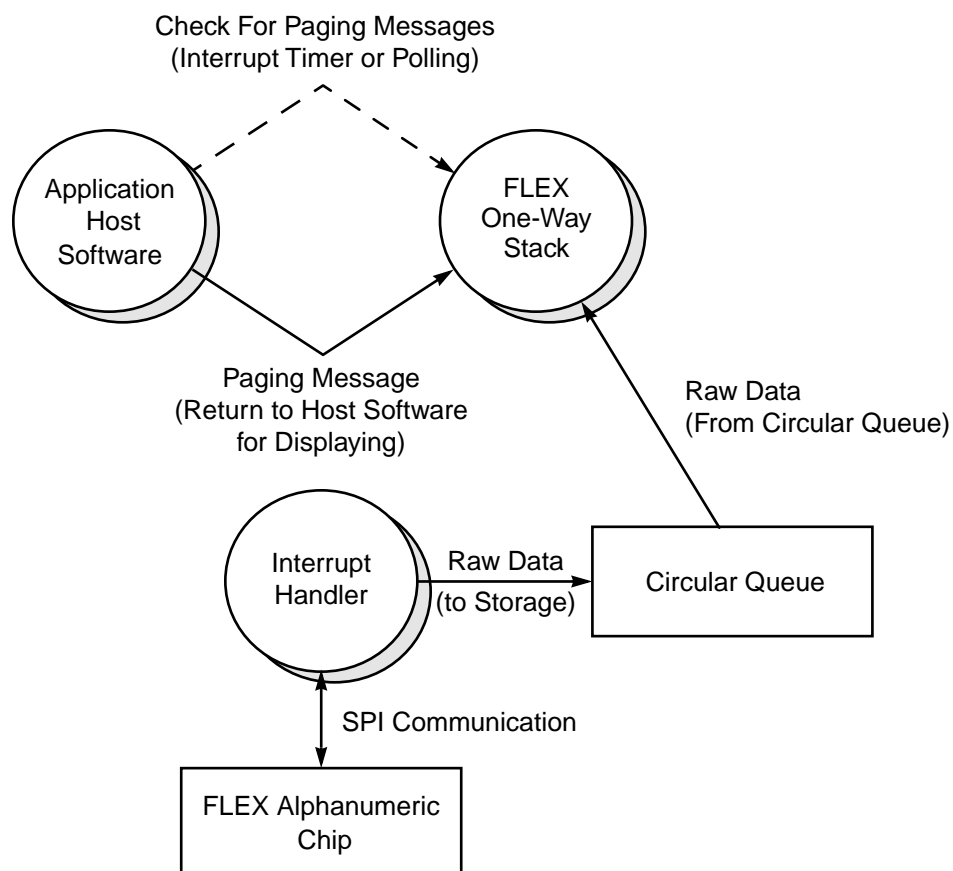 Check For Paging Messages
(Interrupt Timer or Polling)
Application
Host
Software
FLEX
One-Way
Stack
Paging Message
(Return to Host Software
for Displaying)
Raw Data
(From Circular Queue)
Interrupt
Handler
Raw Data
(to Storage)
Circular Queue
SPI Communication
FLEX Alphanumeric
Chip